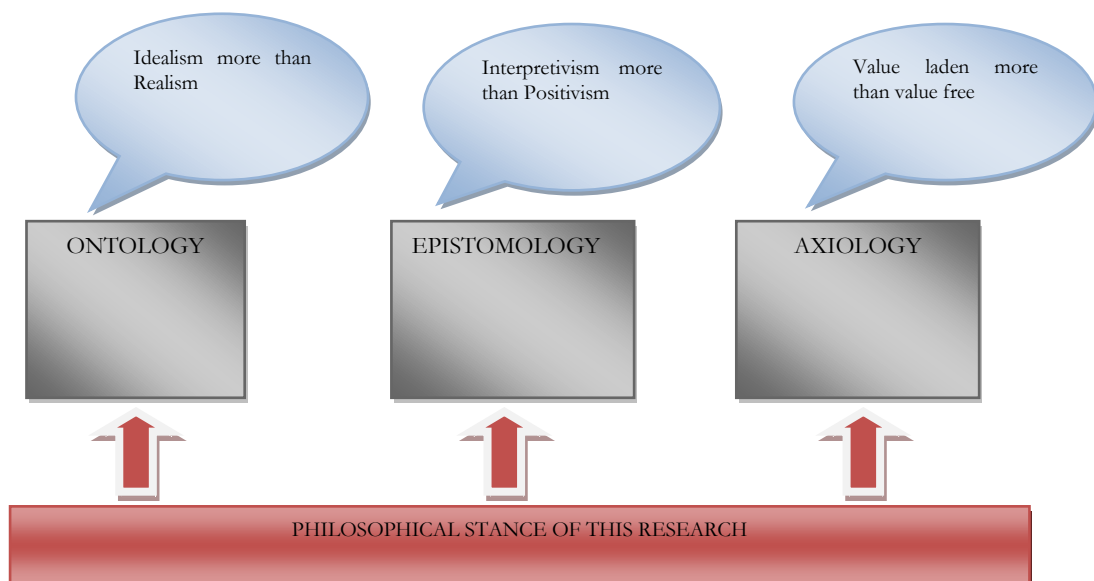 Idealism more than
Realism
Interpretivism more
than Positivism
Value laden more
than value free
ONTOLOGY
EPISTOMOLOGY
AXIOLOGY
PHILOSOPHICAL STANCE OF THIS RESEARCH